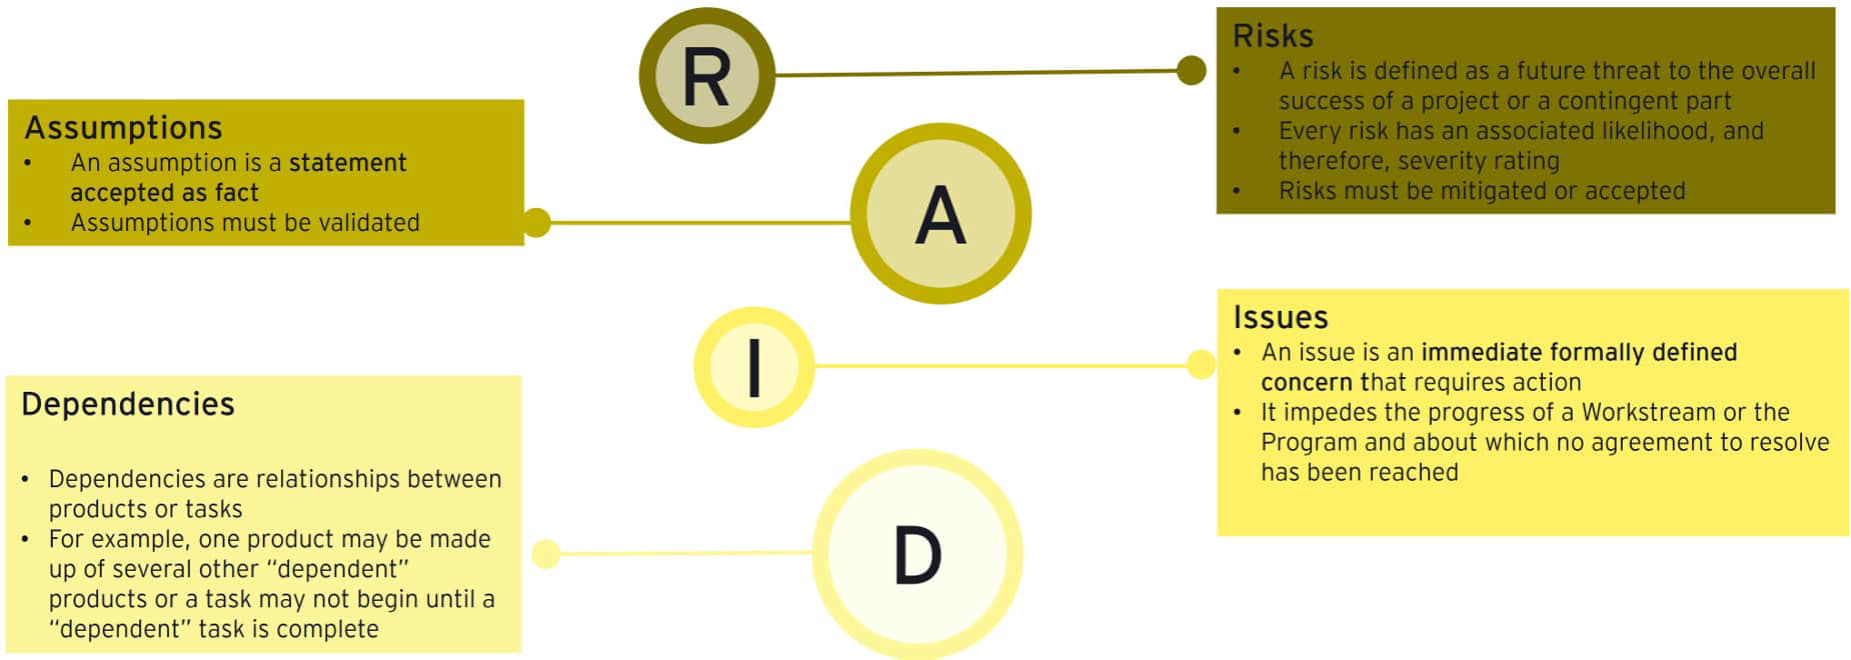 R
Risks
• A risk is defined as a future threat to the overall
success of a project or a contingent part
• Every risk has an associated likelihood, and
therefore, severity rating
• Risks must be mitigated or accepted
Assumptions
• An assumption is a statement
accepted as fact
• Assumptions must be validated
A
I
Issues
• An issue is an immediate formally defined
concern that requires action
• It impedes the progress of a Workstream or the
Program and about which no agreement to resolve
has been reached
Dependencies
• Dependencies are relationships between
products or tasks
• For example, one product may be made
up of several other “dependent”
products or a task may not begin until a
“dependent” task is complete
D